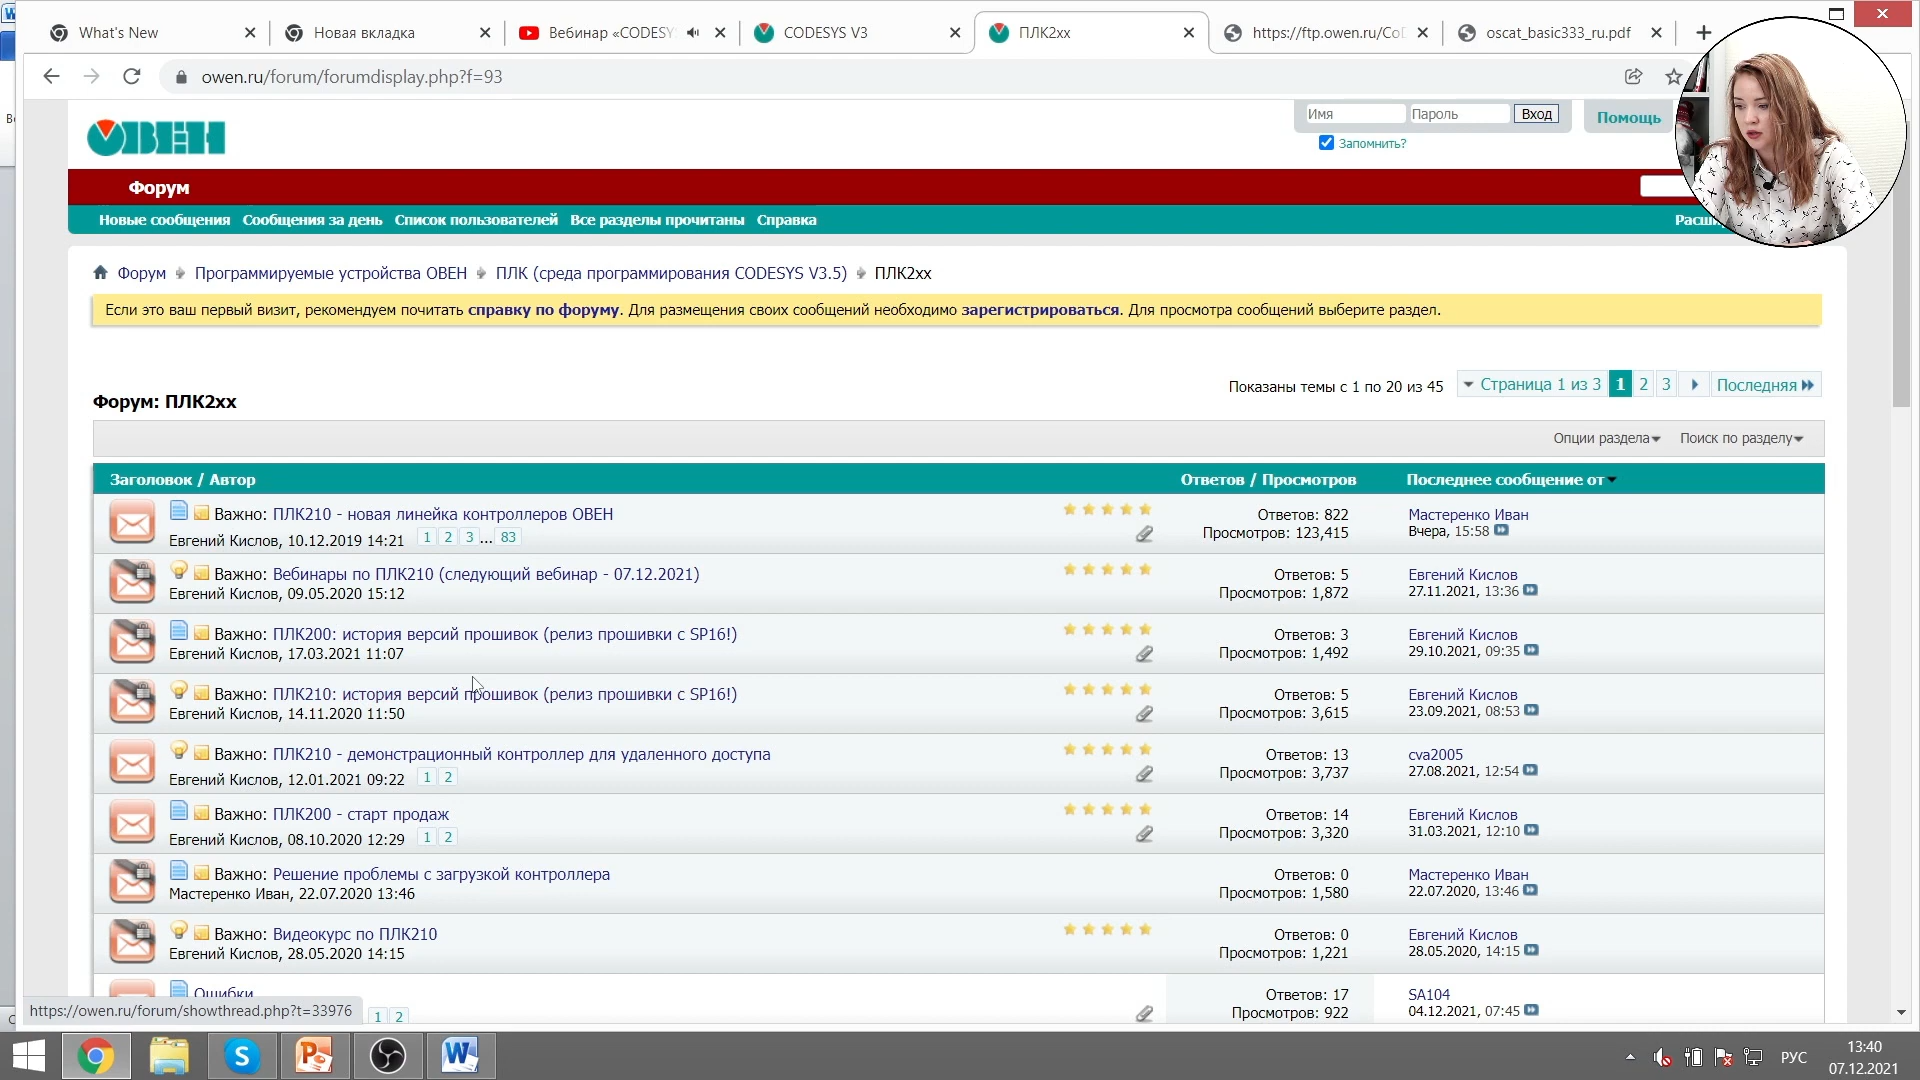 What's New
Новая вкладка
Вебинар «CODESY
CODESYS V3
ПЛК2xx
https://ftp.owen.ru/CoD
oscat_basic333_ru.pdf
owen.ru/forum/forumdisplay.php?f=93
ОВЕН
Имя
Пароль
Вход
Помощь
Запомнить?
Форум
Новые сообщения Сообщения за день Список пользователей Все разделы прочитаны Справка
Форум Программируемые устройства ОВЕН ПЛК (среда программирования CODESYS V3.5) ПЛК2xx
Если это ваш первый визит, рекомендуем почитать справку по форуму. Для размещения своих сообщений необходимо зарегистрироваться. Для просмотра сообщений выберите раздел.
Показаны темы с 1 по 20 из 45 Страница 1 из 3 1 2 3 Последняя
Форум: ПЛК2xx
Опции раздела Поиск по разделу
Заголовок / Автор Ответов / Просмотров Последнее сообщение от
Важно: ПЛК210 - новая линейка контроллеров ОВЕН Ответов: 822 Мастеренко Иван
Евгений Кислов, 10.12.2019 14:21 1 2 3 ... 83 Просмотров: 123,415 Вчера, 15:58
Важно: Вебинары по ПЛК210 (следующий вебинар - 07.12.2021) Ответов: 5 Евгений Кислов
Евгений Кислов, 09.05.2020 15:12 Просмотров: 1,872 27.11.2021, 13:36
Важно: ПЛК200: история версий прошивок (релиз прошивки с SP16!) Ответов: 3 Евгений Кислов
Евгений Кислов, 17.03.2021 11:07 Просмотров: 1,492 29.10.2021, 09:35
Важно: ПЛК210: история версий прошивок (релиз прошивки с SP16!) Ответов: 5 Евгений Кислов
Евгений Кислов, 14.11.2020 11:50 Просмотров: 3,615 23.09.2021, 08:53
Важно: ПЛК210 - демонстрационный контроллер для удаленного доступа Ответов: 13 cva2005
Евгений Кислов, 12.01.2021 09:22 1 2 Просмотров: 3,737 27.08.2021, 12:54
Важно: ПЛК200 - старт продаж Ответов: 14 Евгений Кислов
Евгений Кислов, 08.10.2020 12:29 1 2 Просмотров: 3,320 31.03.2021, 12:10
Важно: Решение проблемы с загрузкой контроллера Ответов: 0 Мастеренко Иван
Мастеренко Иван, 22.07.2020 13:46 Просмотров: 1,580 22.07.2020, 13:46
Важно: Видеокурс по ПЛК210 Ответов: 0 Евгений Кислов
Евгений Кислов, 28.05.2020 14:15 Просмотров: 1,221 28.05.2020, 14:15
Ошибки Ответов: 17 SA104
https://owen.ru/forum/showthread.php?t=33976 1 2 Просмотров: 922 04.12.2021, 07:45
РУС
13:40
07.12.2021